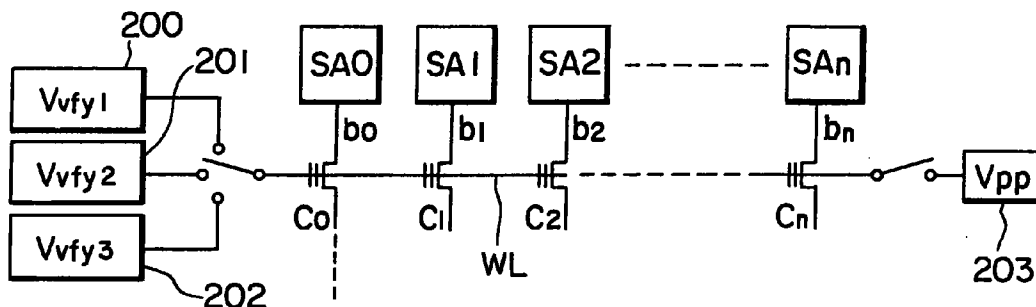 200
201
Vvfy1
Vvfy2
Vvfy3
202
SA0
SA1
SA2
SAn
b0
b1
b2
bn
C0
C1
C2
Cn
WL
Vpp
203